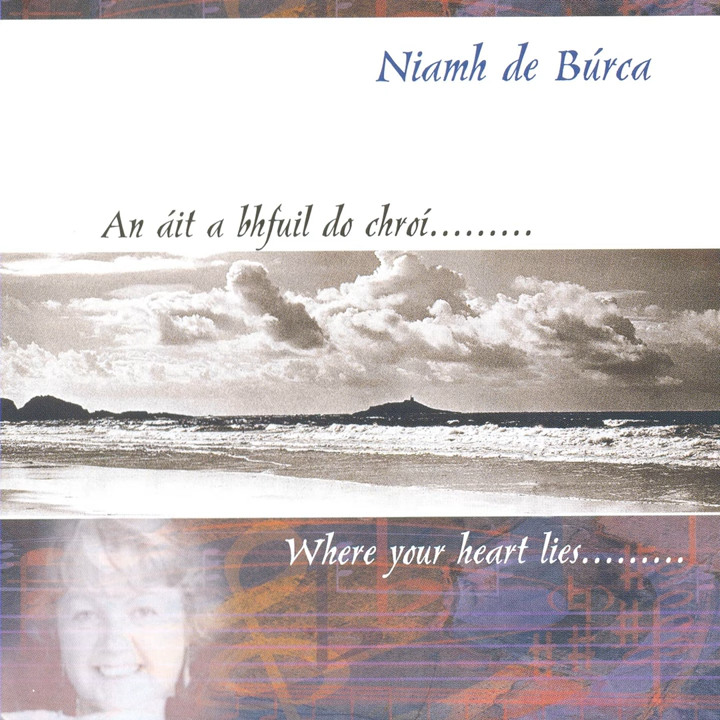 Niamh de Búrca
An áit a bhfuil do chroí.........
Where your heart lies.........